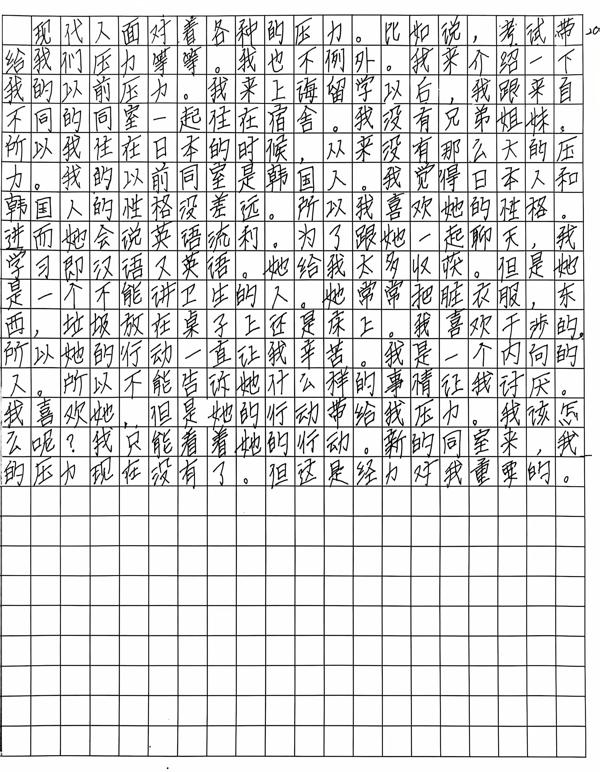 现代人面对着各种的压力。比如说，考试带 20
给我们压力等等。我也不例外。我来介绍一下
我的以前压力。我来上海留学以后，我跟来自
不同的同室一起住在宿舍。我没有兄弟姐妹。
所以我住在日本的时候，从来没有那么大的压
力。我的以前同室是韩国人。我觉得日本人和
韩国人的性格没差远。所以我喜欢她的性格。
进而她会说英语流利。为了跟她一起聊天，我
学习即汉语又英语。她给我太多收获。但是她
是一个不能讲卫生的人。她常常把脏衣服，东
西，垃圾放在桌子上还是床上。我喜欢干涉的，
所以她的行动一直让我辛苦。我是一个内向的
人。所以不能告诉她什么样的事情让我讨厌。
我喜欢她，但是她的行动带给我压力。我该怎
么呢？我只能看着她的行动。新的同室来，我
的压力现在没有了。但这是经力对我重要的。